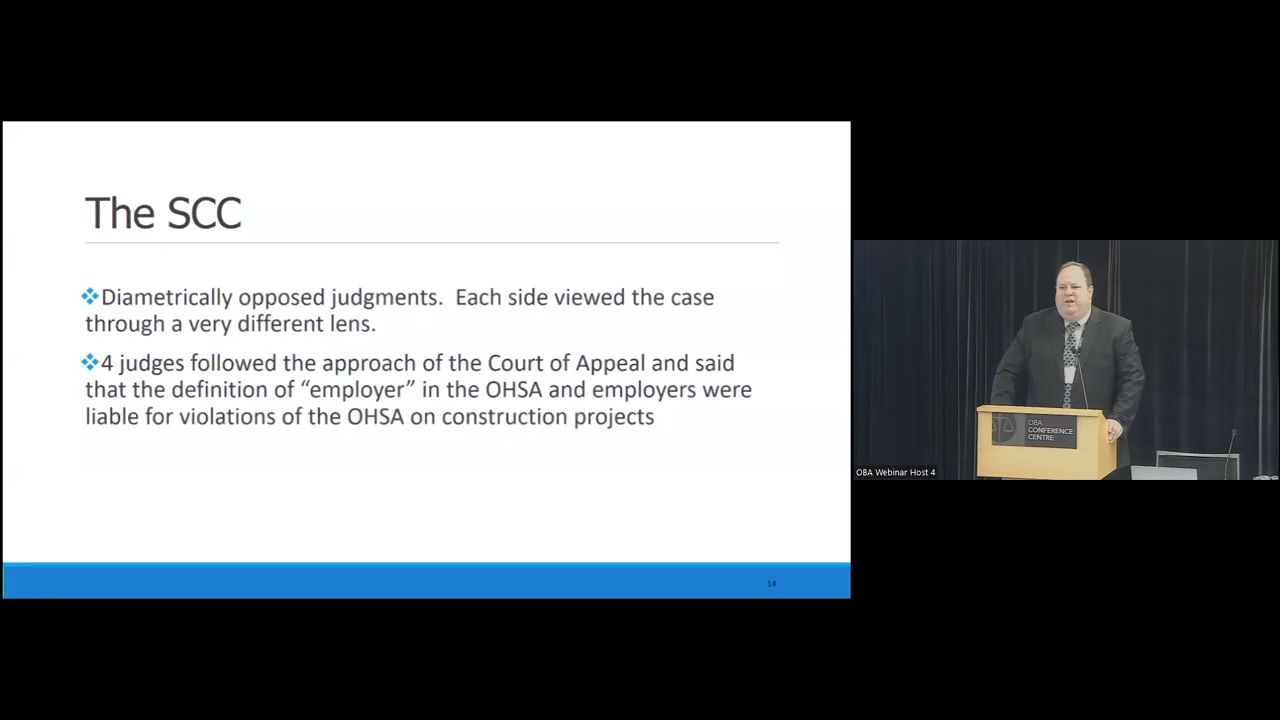 The SCC
❖Diametrically opposed judgments.  Each side viewed the case
through a very different lens.
❖4 judges followed the approach of the Court of Appeal and said
that the definition of “employer” in the OHSA and employers were
liable for violations of the OHSA on construction projects
14
OBA
CONFERENCE
CENTRE
OBA Webinar Host 4